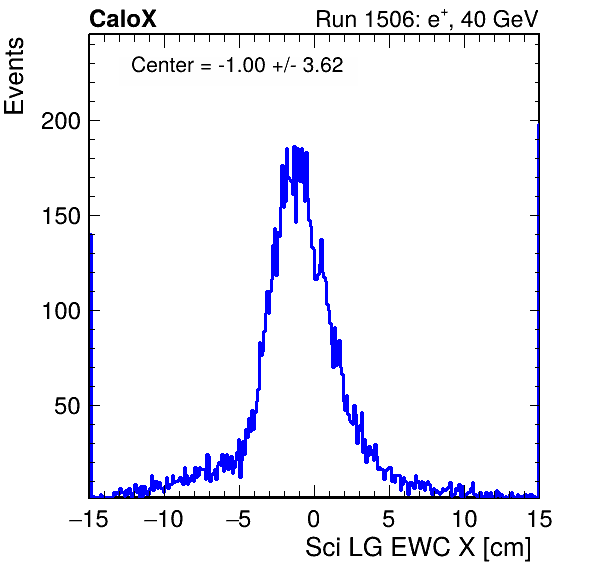 CaloX Run 1506: e+, 40 GeV
Center = -1.00 +/- 3.62
Events
200
150
100
50
−15 −10 −5 0 5 10 15
Sci LG EWC X [cm]